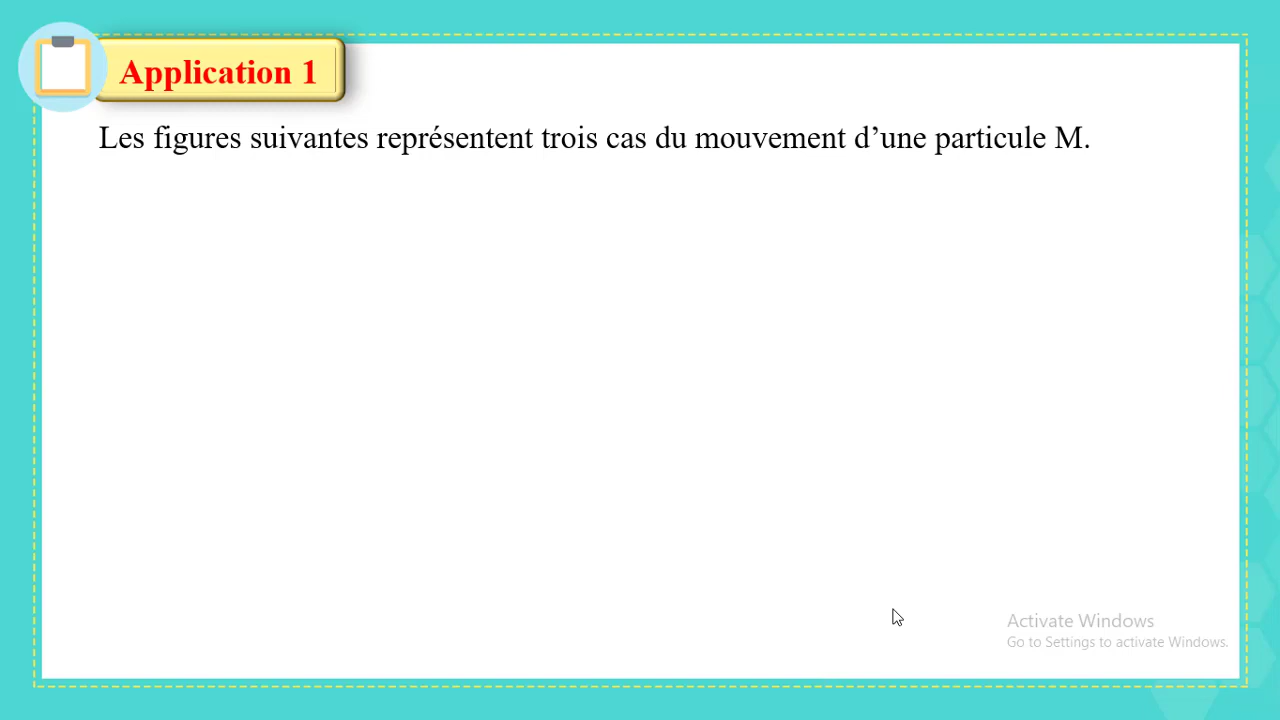 Application 1
Les figures suivantes représentent trois cas du mouvement d’une particule M.
Activate Windows
Go to Settings to activate Windows.